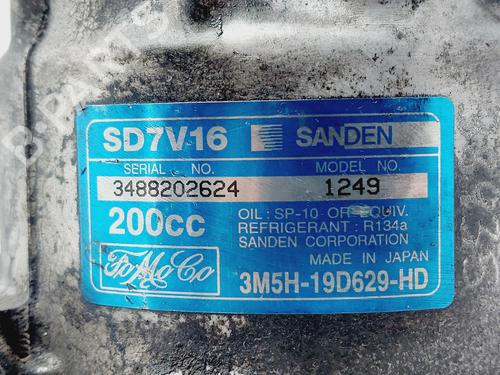 SD7V16 SANDEN
SERIAL NO. MODEL NO.
3488202624 1249
200cc
OIL: SP-10 OR EQUIV.
REFRIGERANT: R134a
SANDEN CORPORATION
MADE IN JAPAN
FoMoCo
3M5H-19D629-HD
B-PARTS